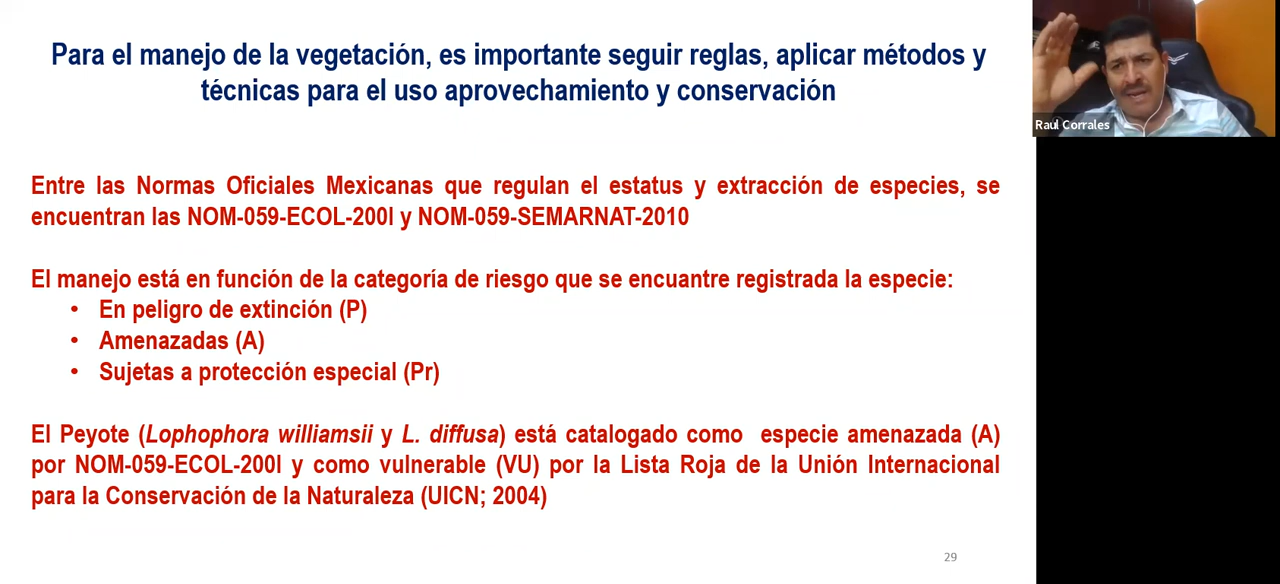 Para el manejo de la vegetación, es importante seguir reglas, aplicar métodos y
técnicas para el uso aprovechamiento y conservación
Raul Corrales
Entre las Normas Oficiales Mexicanas que regulan el estatus y extracción de especies, se
encuentran las NOM-059-ECOL-200I y NOM-059-SEMARNAT-2010
El manejo está en función de la categoría de riesgo que se encuantre registrada la especie:
• En peligro de extinción (P)
• Amenazadas (A)
• Sujetas a protección especial (Pr)
El Peyote (Lophophora williamsii y L. diffusa) está catalogado como especie amenazada (A)
por NOM-059-ECOL-200I y como vulnerable (VU) por la Lista Roja de la Unión Internacional
para la Conservación de la Naturaleza (UICN; 2004)
29